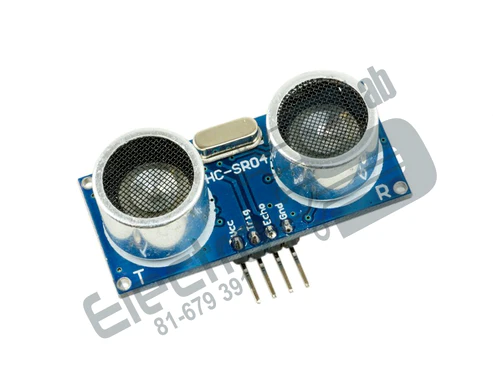 HC-SR04
Vcc Trig Echo Gnd
T
R
81-679 39